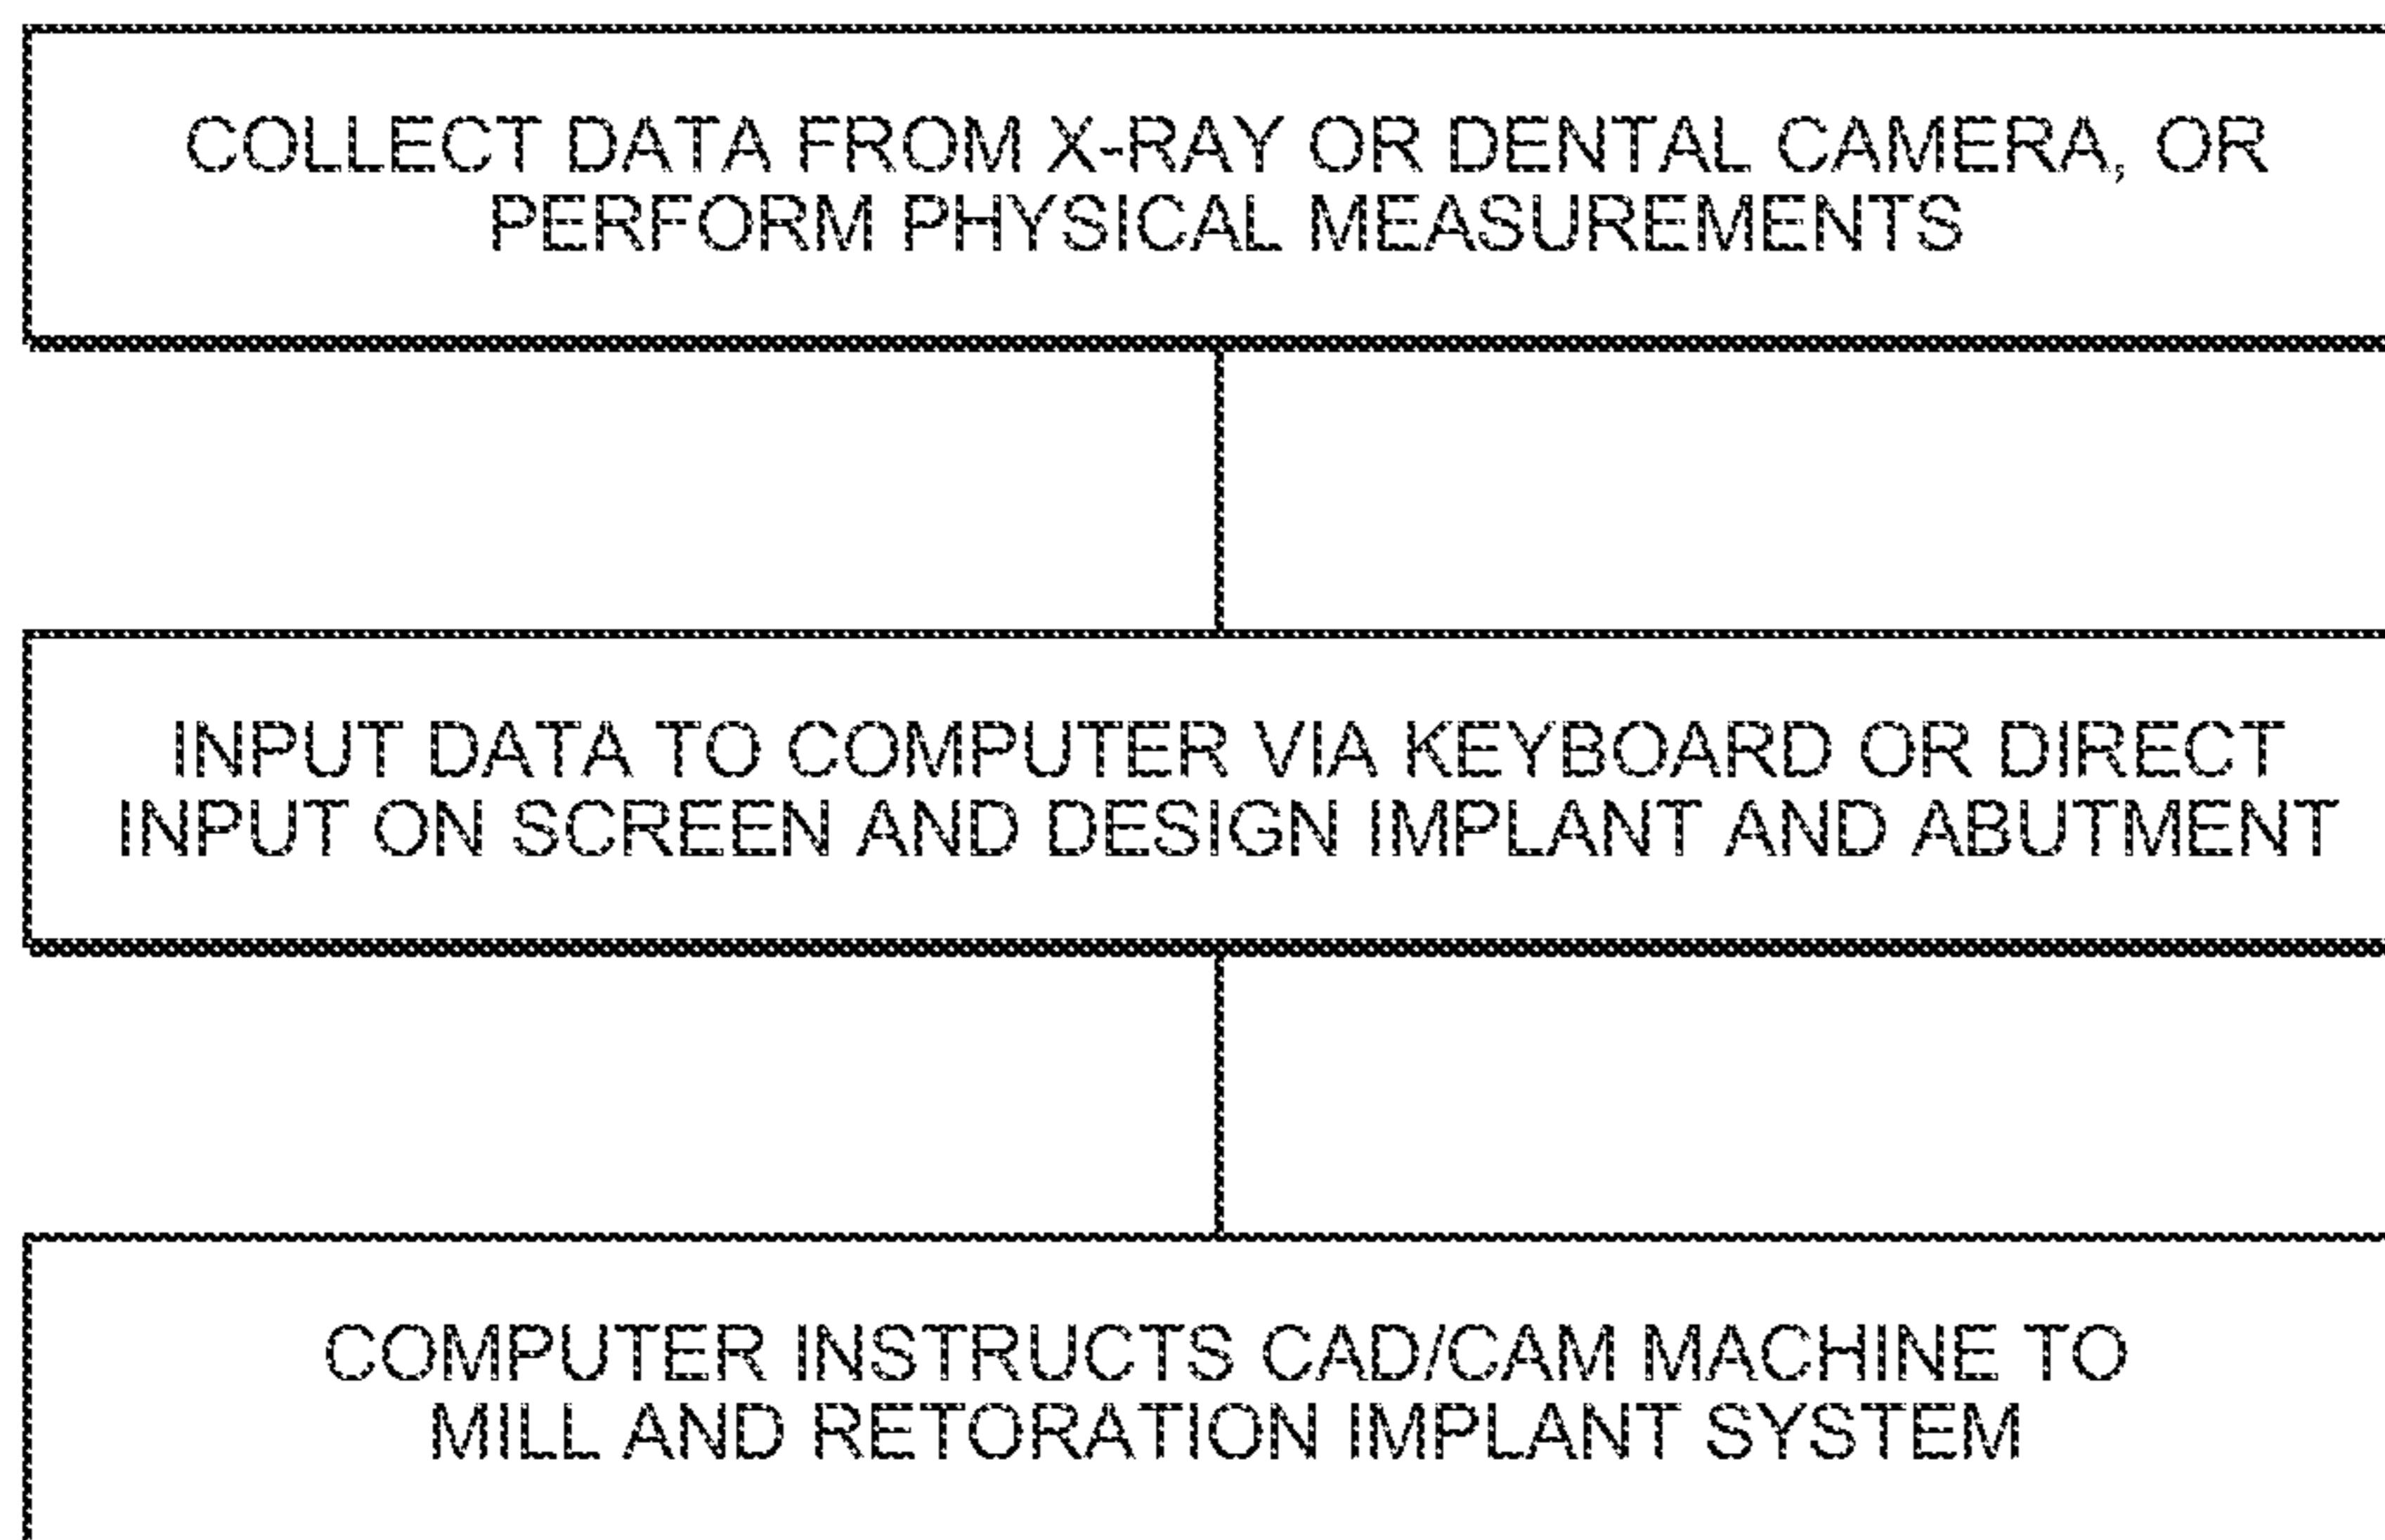 COLLECT DATA FROM X-RAY OR DENTAL CAMERA, OR
PERFORM PHYSICAL MEASUREMENTS
INPUT DATA TO COMPUTER VIA KEYBOARD OR DIRECT
INPUT ON SCREEN AND DESIGN IMPLANT AND ABUTMENT
COMPUTER INSTRUCTS CAD/CAM MACHINE TO
MILL AND RETORATION IMPLANT SYSTEM